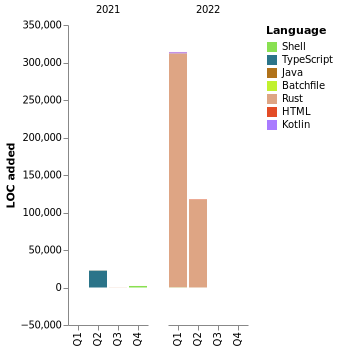 2021
2022
LOC added
350,000
300,000
250,000
200,000
150,000
100,000
50,000
0
−50,000
Q1
Q2
Q3
Q4
Q1
Q2
Q3
Q4
Language
Shell
TypeScript
Java
Batchfile
Rust
HTML
Kotlin